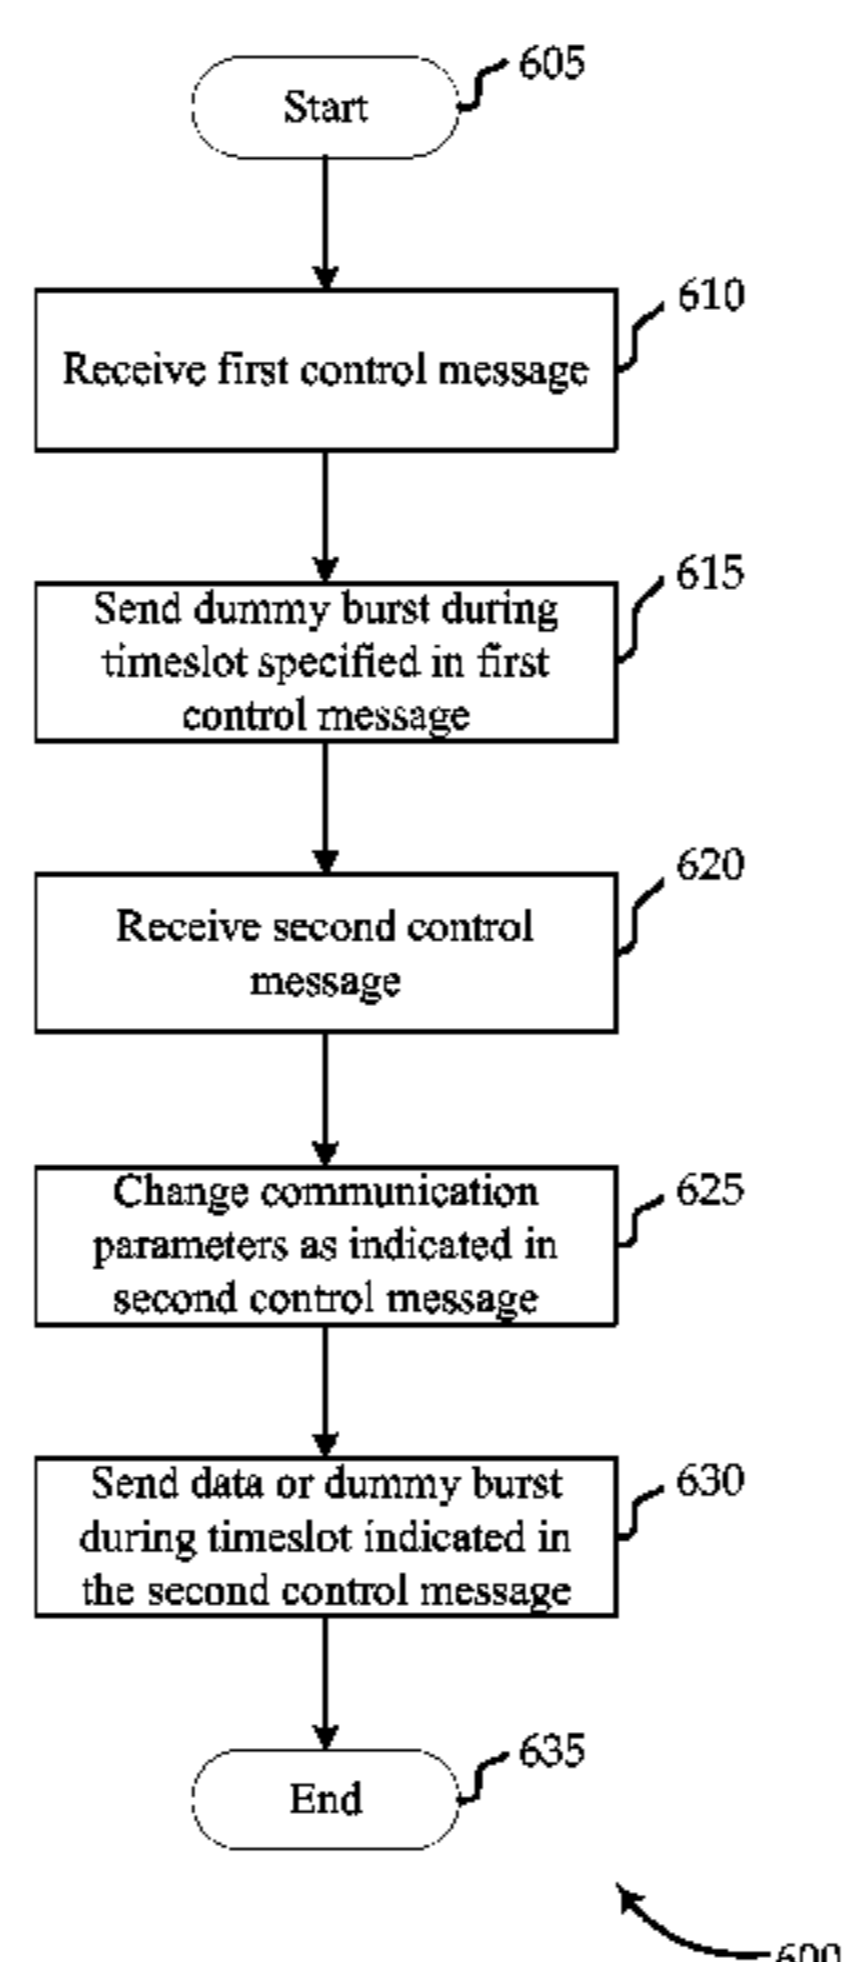 Start
605
Receive first control message
610
Send dummy burst during
timeslot specified in first
control message
615
Receive second control
message
620
Change communication
parameters as indicated in
second control message
625
Send data or dummy burst
during timeslot indicated in
the second control message
630
End
635
600